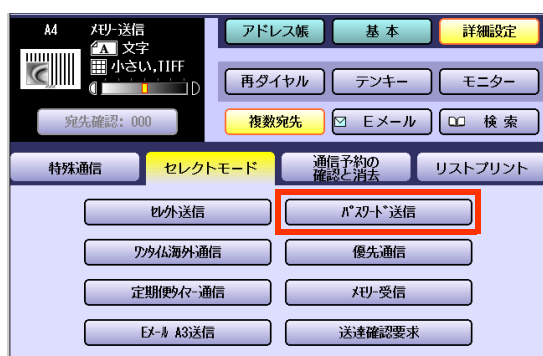 A4 ﾒﾓﾘｰ送信
A 文字
小さい,TIFF
D
宛先確認: 000
アドレス帳 基本 詳細設定
再ダイヤル テンキー モニター
複数宛先 Eメール 検索
特殊通信 セレクトモード 通信予約の確認と消去 リストプリント
ｾﾚｸﾄ送信 ﾊﾟｽﾜｰﾄﾞ送信
ﾜﾝﾀｲﾑ海外通信 優先通信
定期便ﾀｲﾏｰ通信 ﾒﾓﾘｰ受信
Eﾒｰﾙ A3送信 送達確認要求